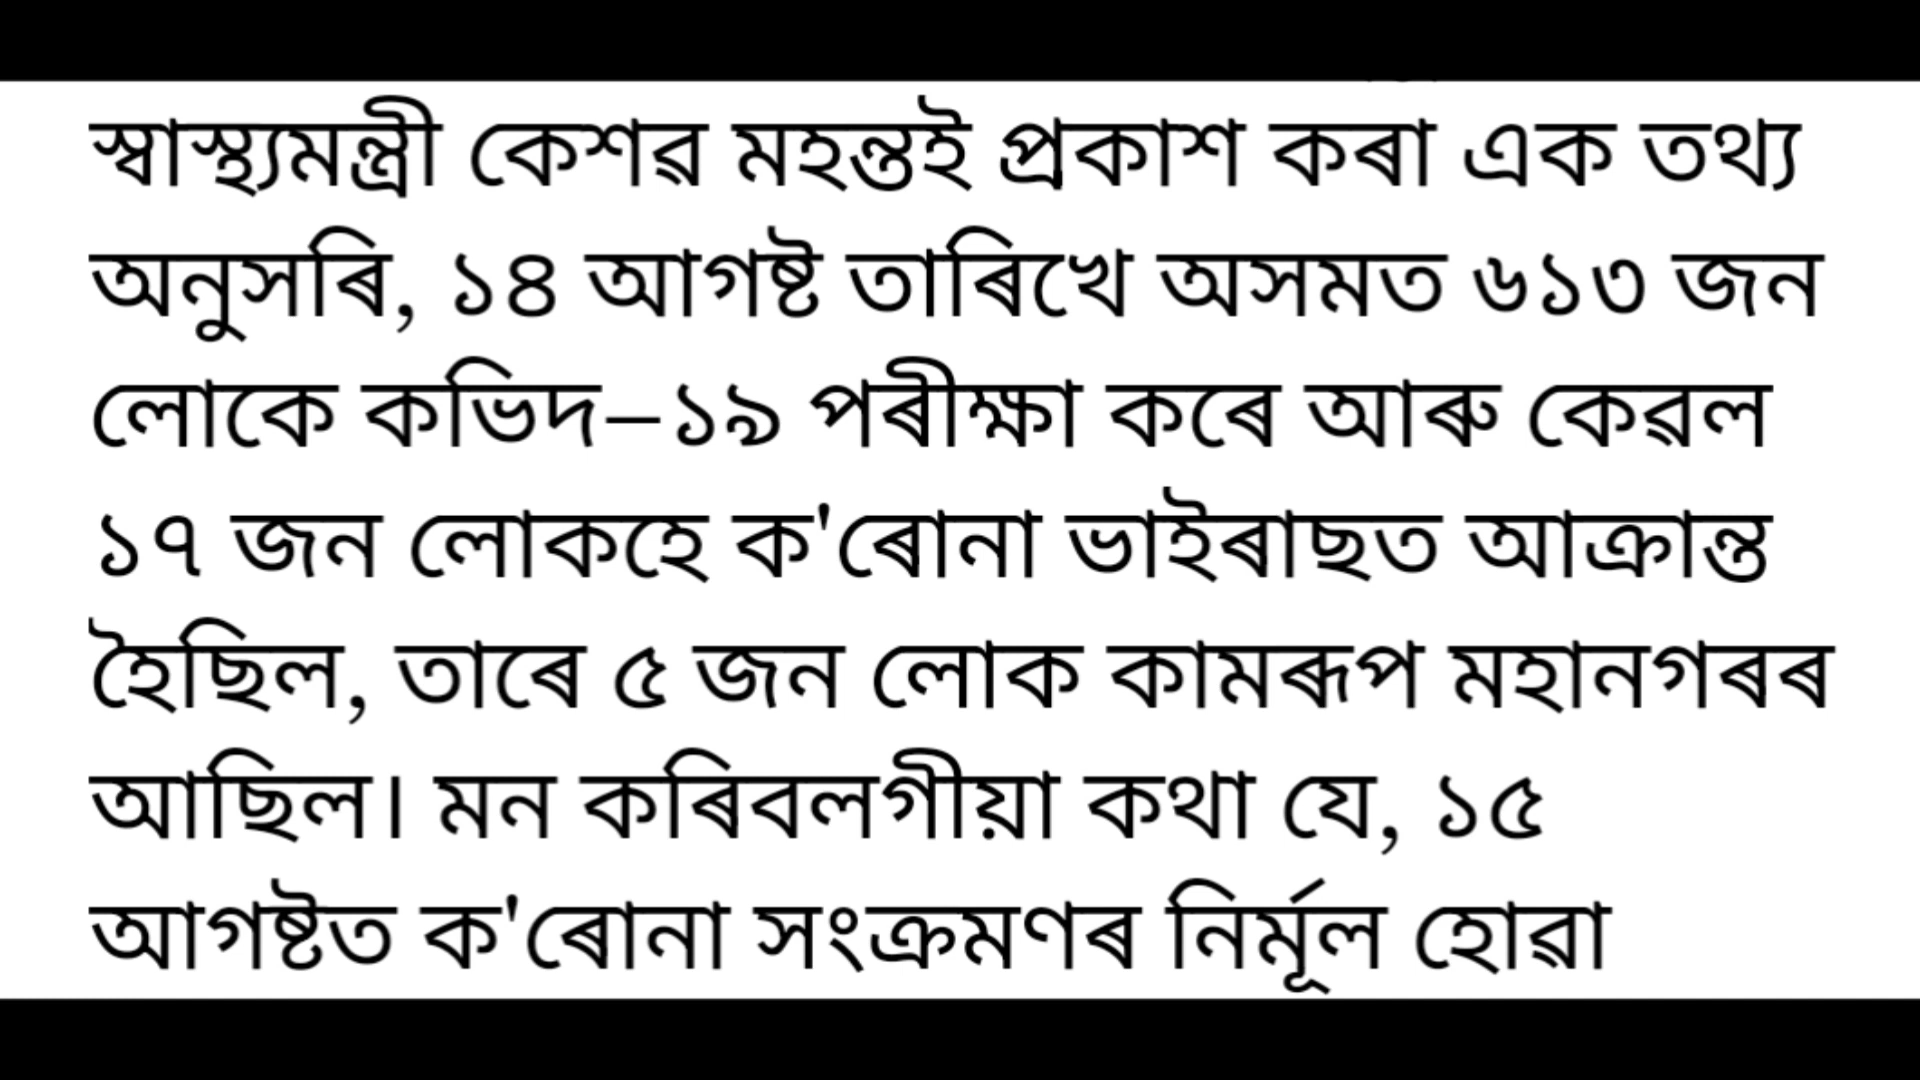 স্বাস্থ্যমন্ত্ৰী কেশৱ মহন্তই প্ৰকাশ কৰা এক তথ্য
অনুসৰি, ১৪ আগষ্ট তাৰিখে অসমত ৬১৩ জন
লোকে কভিদ–১৯ পৰীক্ষা কৰে আৰু কেৱল
১৭ জন লোকহে ক'ৰোনা ভাইৰাছত আক্ৰান্ত
হৈছিল, তাৰে ৫ জন লোক কামৰূপ মহানগৰৰ
আছিল। মন কৰিবলগীয়া কথা যে, ১৫
আগষ্টত ক'ৰোনা সংক্ৰমণৰ নিৰ্মূল হোৱা